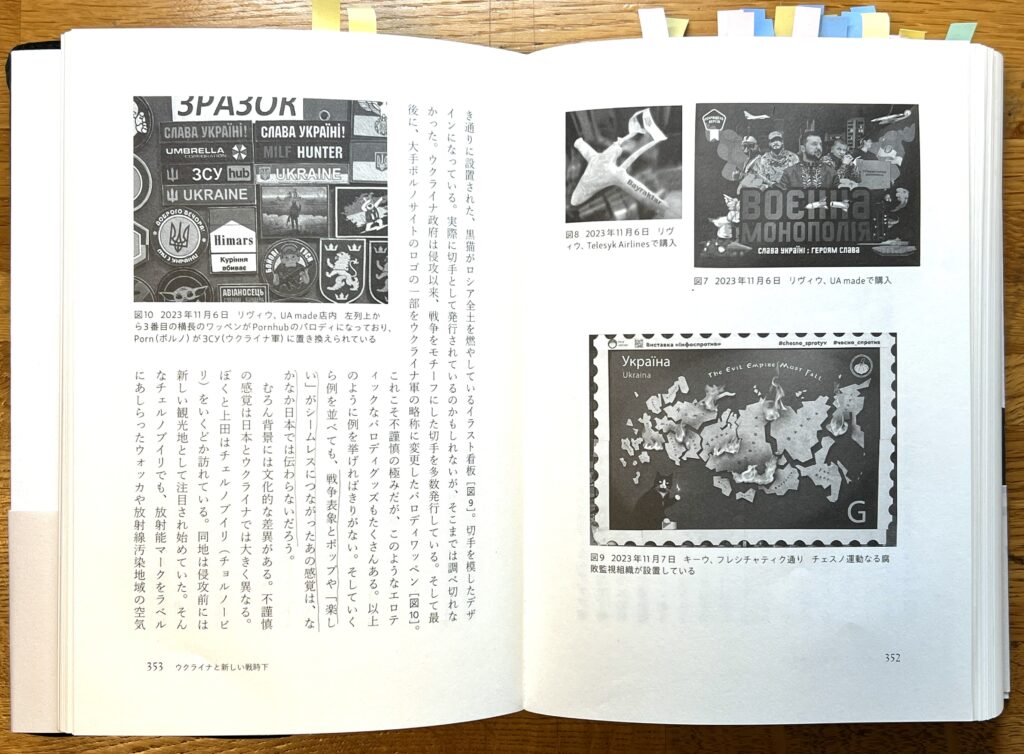 Bayraktar
図8 2023年11月6日 リヴ
ィウ、Telesyk Airlinesで購入
ВОЄННА
МОНОПОЛІЯ
СЛАВА УКРАЇНІ : ГЕРОЯМ СЛАВА
図7 2023年11月6日 リヴィウ、UA madeで購入
Виставка «Інфоспротив»
#chesno_sprotyv #чесно_спротив
Україна
Ukraina
The Evil Empire Must Fall
G
図9 2023年11月7日 キーウ、フレシチャティク通り チェスノ運動なる腐
敗監視組織が設置している
352
き通りに設置された、黒猫がロシア全土を燃やしているイラスト看板[図9]。切手を模したデザ
インになっている。実際に切手として発行されているのかもしれないが、そこまでは調べ切れな
かった。ウクライナ政府は侵攻以来、戦争をモチーフにした切手を多数発行している。そして最
後に、大手ポルノサイトのロゴの一部をウクライナ軍の略称に変更したパロディワッペン[図10]。
これこそ不謹慎の極みだが、このようなエロテ
ィックなパロディグッズもたくさんある。以上
のように例を挙げればきりがない。そしていく
ら例を並べても、戦争表象とポップや「楽し
い」がシームレスにつながったあの感覚は、な
かなか日本では伝わらないだろう。
むろん背景には文化的な差異がある。不謹慎
の感覚は日本とウクライナでは大きく異なる。
ぼくと上田はチェルノブイリ（チョルノービ
リ）をいくどか訪れている。同地は侵攻前には
新しい観光地として注目され始めていた。そん
なチェルノブイリでも、放射能マークをラベル
にあしらったウォッカや放射線汚染地域の空気
ЗРАЗОК
СЛАВА УКРАЇНІ!
СЛАВА УКРАЇНІ!
UMBRELLA
CORPORATION
MILF HUNTER
ЗСУ hub
UKRAINE
UKRAINE
ДОБРОГО ВЕЧОРА
МИ З УКРАЇНИ
Himars
Куріння
вбиває
АВІАНОСЕЦЬ
図10 2023年11月6日 リヴィウ、UA made店内 左列上か
ら3番目の横長のワッペンがPornhubのパロディになっており、
Porn（ポルノ）がЗСУ（ウクライナ軍）に置き換えられている
353 ウクライナと新しい戦時下